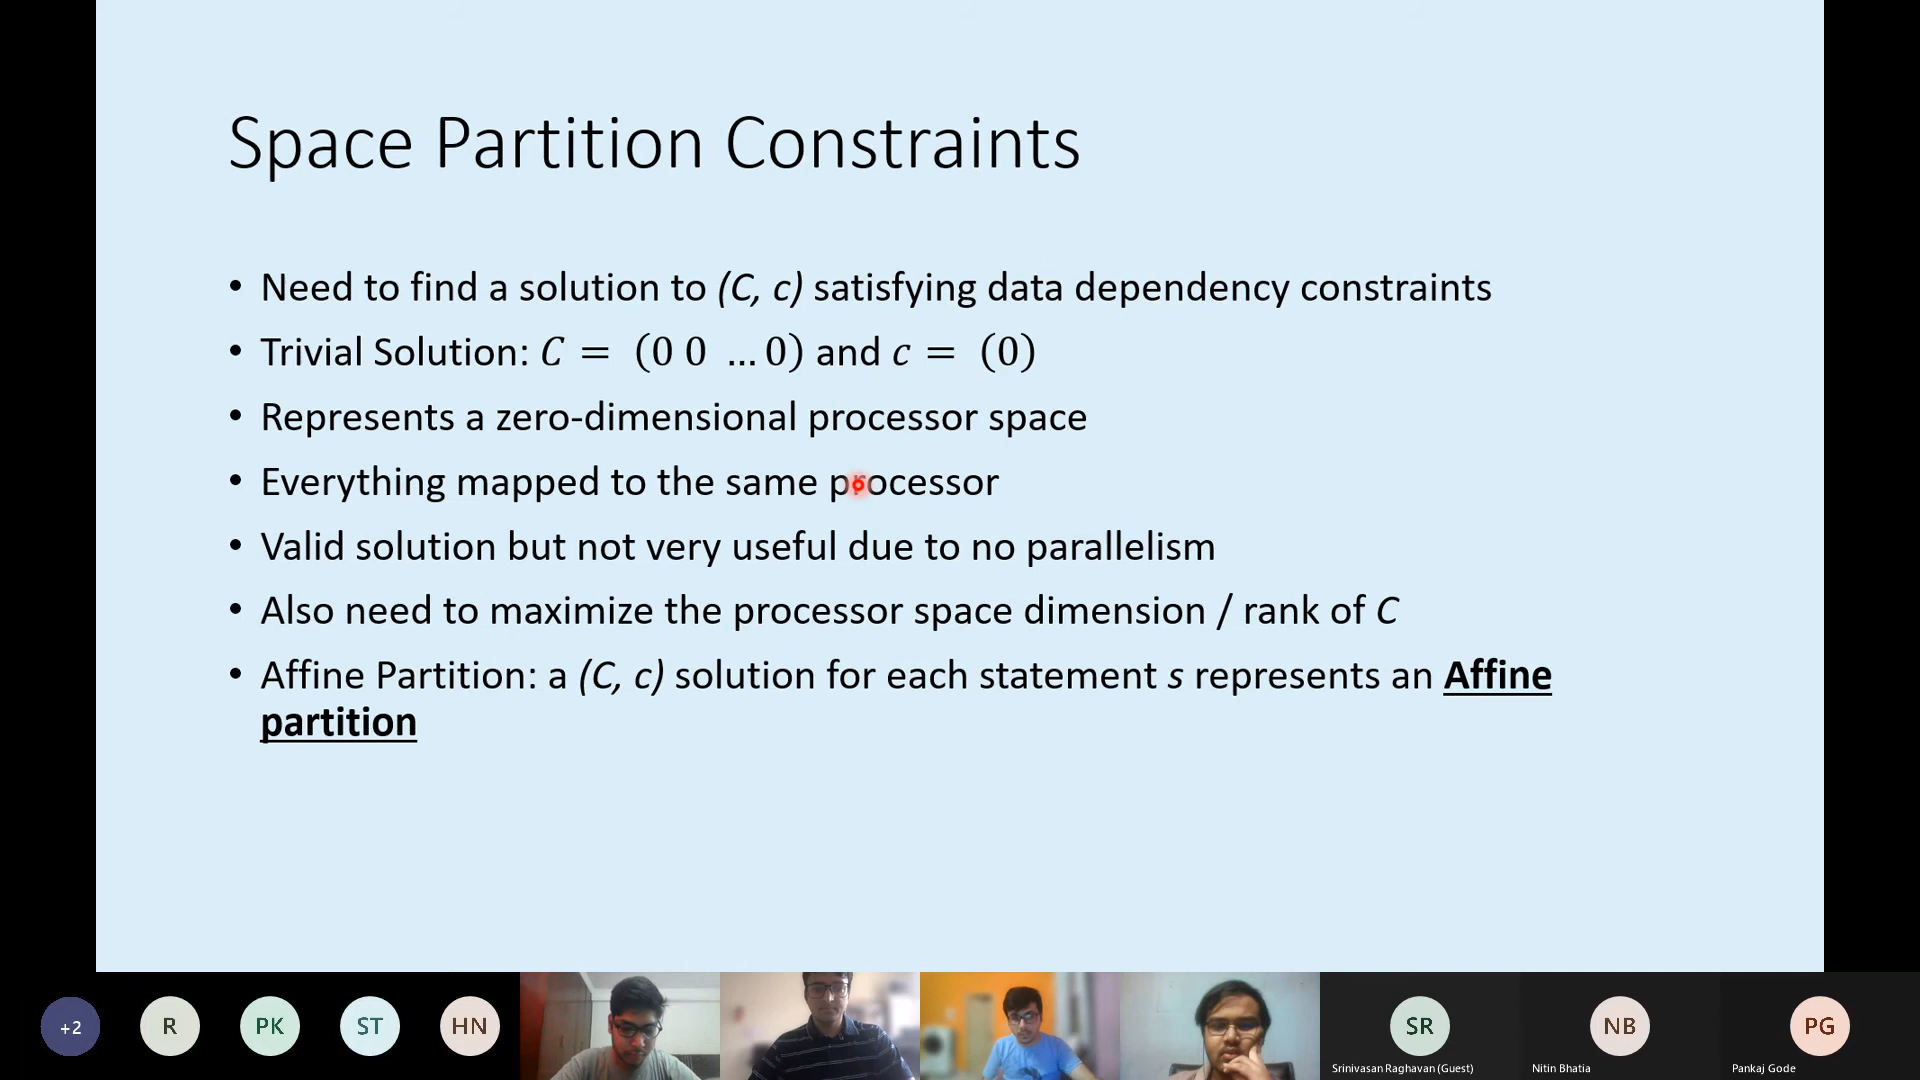 Space Partition Constraints
• Need to find a solution to (C, c) satisfying data dependency constraints
• Trivial Solution: C = (0 0 …0) and c = (0)
• Represents a zero-dimensional processor space
• Everything mapped to the same processor
• Valid solution but not very useful due to no parallelism
• Also need to maximize the processor space dimension / rank of C
• Affine Partition: a (C, c) solution for each statement s represents an Affine
partition
+2
R
PK
ST
HN
SR
NB
PG
Srinivasan Raghavan (Guest)
Nitin Bhatia
Pankaj Gode